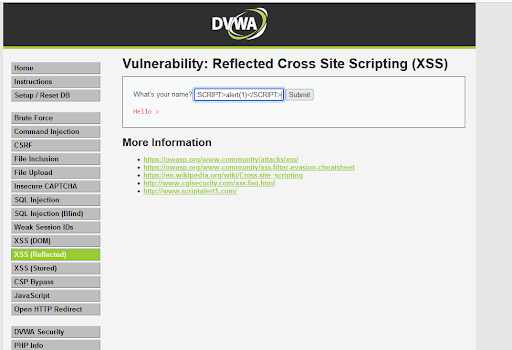 DVWA
Vulnerability: Reflected Cross Site Scripting (XSS)
Home
Instructions
Setup / Reset DB
Brute Force
Command Injection
CSRF
File Inclusion
File Upload
Insecure CAPTCHA
SQL Injection
SQL Injection (Blind)
Weak Session IDs
XSS (DOM)
XSS (Reflected)
XSS (Stored)
CSP Bypass
JavaScript
Open HTTP Redirect
DVWA Security
PHP Info
What's your name? SCRIPT>alert(1)</SCRIPT> Submit
Hello >
More Information
https://owasp.org/www-community/attacks/xss/
https://owasp.org/www-community/xss-filter-evasion-cheatsheet
https://en.wikipedia.org/wiki/Cross-site_scripting
http://www.cgisecurity.com/xss-faq.html
http://www.scriptalert1.com/